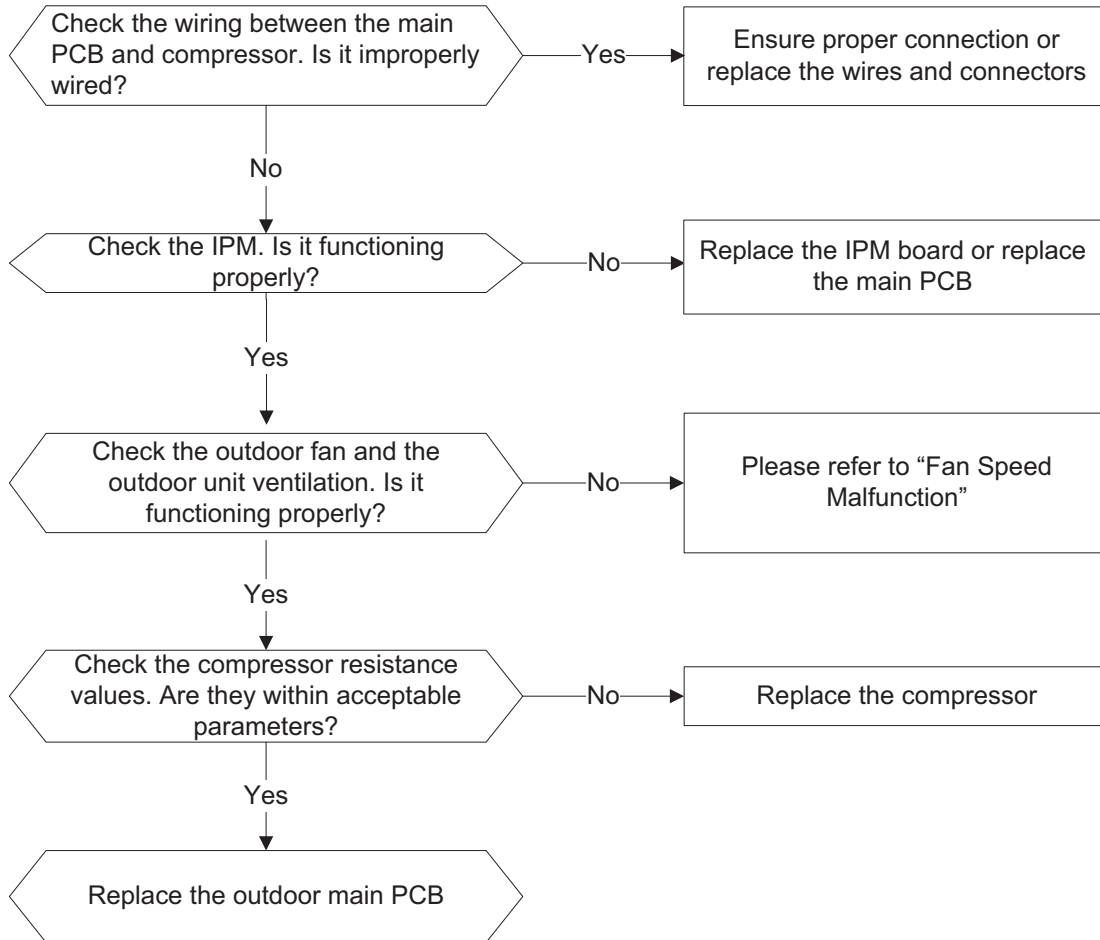 Check the wiring between the main
PCB and compressor. Is it improperly
wired?
Yes
Ensure proper connection or
replace the wires and connectors
No
Check the IPM. Is it functioning
properly?
No
Replace the IPM board or replace
the main PCB
Yes
Check the outdoor fan and the
outdoor unit ventilation. Is it
functioning properly?
No
Please refer to “Fan Speed
Malfunction”
Yes
Check the compressor resistance
values. Are they within acceptable
parameters?
No
Replace the compressor
Yes
Replace the outdoor main PCB